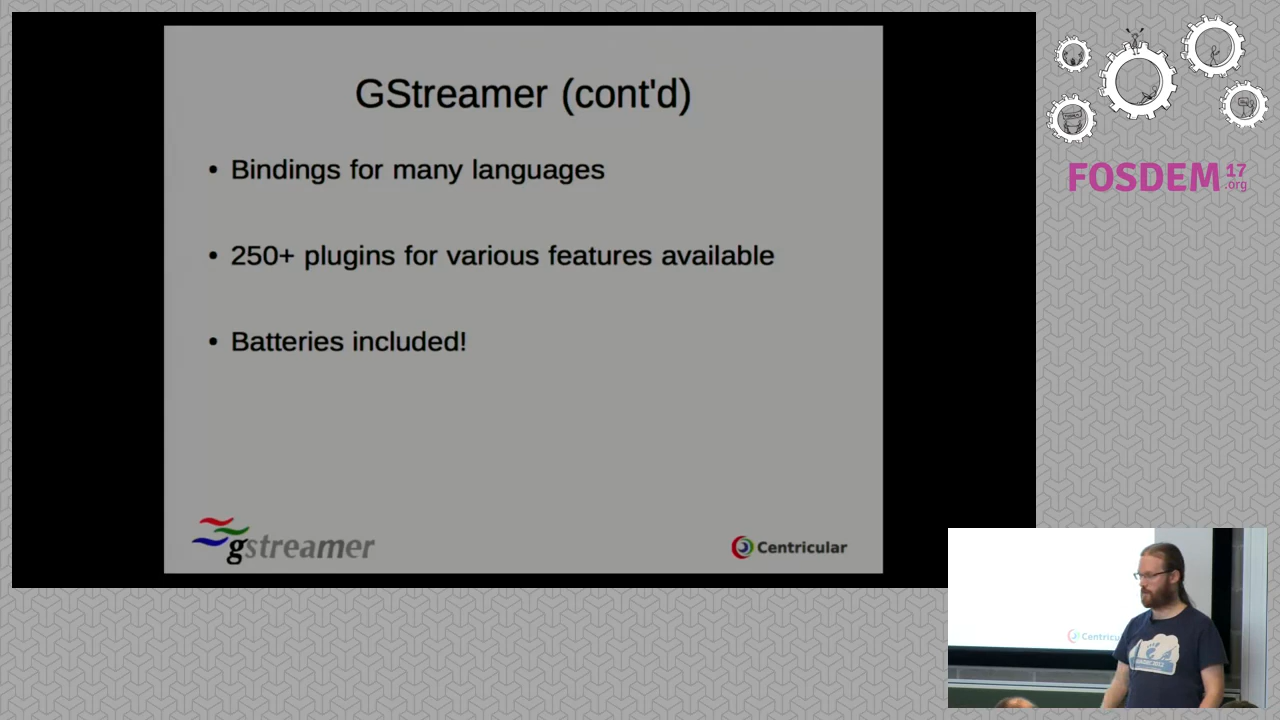 GStreamer (cont'd)
• Bindings for many languages
• 250+ plugins for various features available
• Batteries included!
gstreamer
Centricular
FOSDEM 17
.org
Centricu